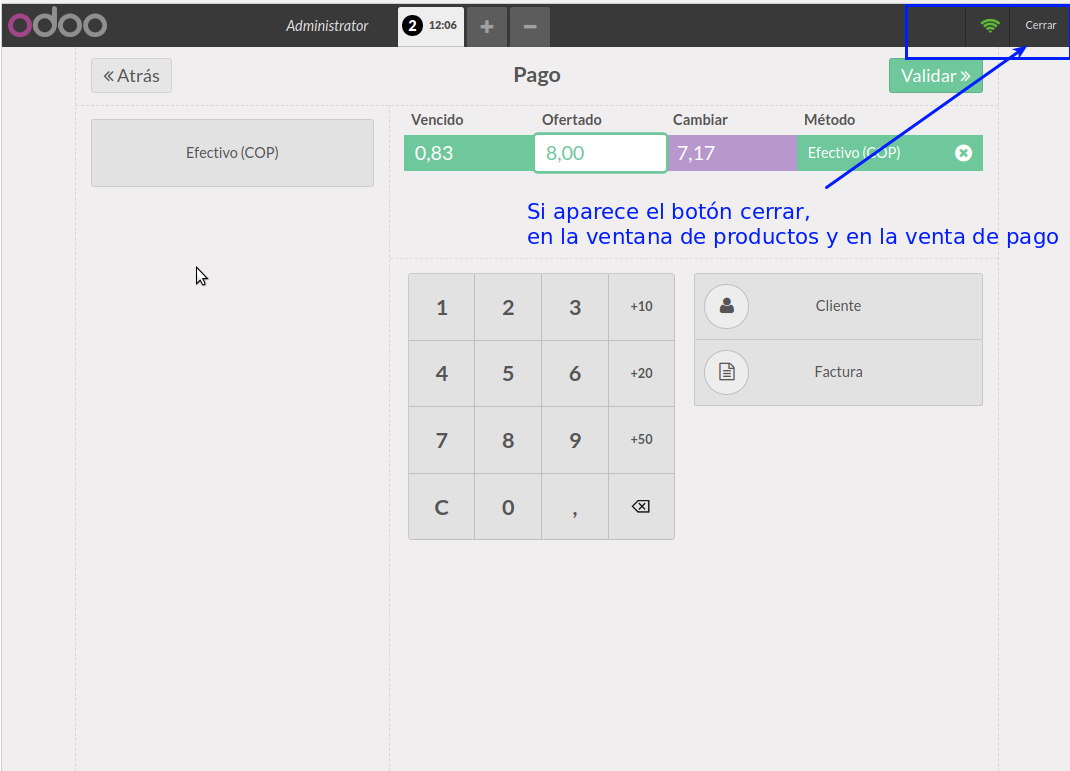 odoo
Administrator
2 12:06
Cerrar
Atrás
Pago
Validar
Efectivo (COP)
Vencido Ofertado Cambiar Método
0,83 8,00 7,17 Efectivo (COP)
Si aparece el botón cerrar,
en la ventana de productos y en la venta de pago
1 2 3 +10
4 5 6 +20
7 8 9 +50
C 0 ,
Cliente
Factura